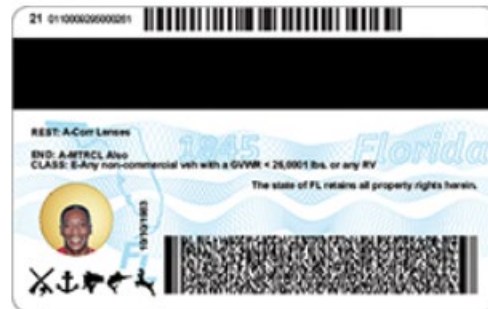 21 0110009295000201
REST: A-Corr Lenses
END: A-MTRCL Also
CLASS: E-Any non-commercial veh with a GVWR < 26,0001 lbs. or any RV
1845
Florida
The state of FL retains all property rights herein.
10/10/1983